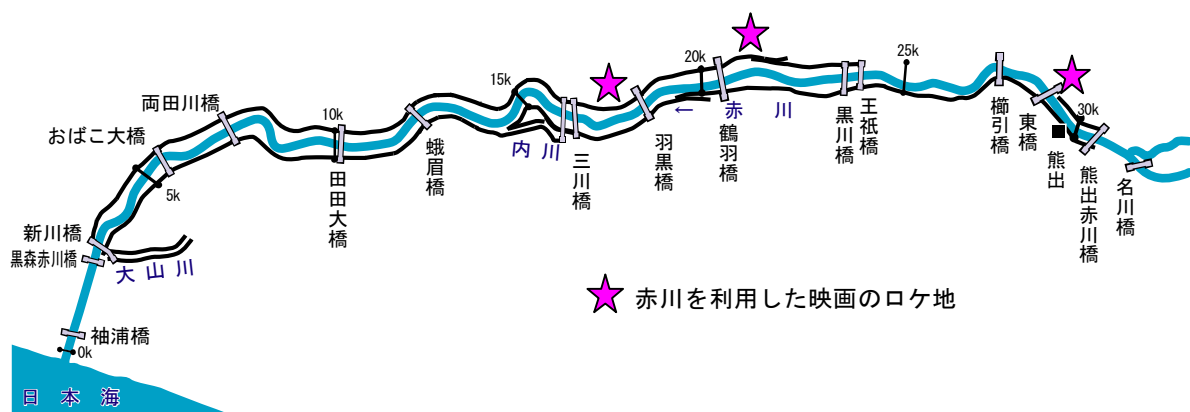 両田川橋
おばこ大橋
新川橋
黒森赤川橋
大山川
袖浦橋
0k
日本海
5k
10k
田田大橋
蛾眉橋
15k
内川
三川橋
羽黒橋
20k
←赤川
鶴羽橋
黒川橋
王祇橋
25k
櫛引橋
東橋
熊出
30k
熊出赤川橋
名川橋
赤川を利用した映画のロケ地